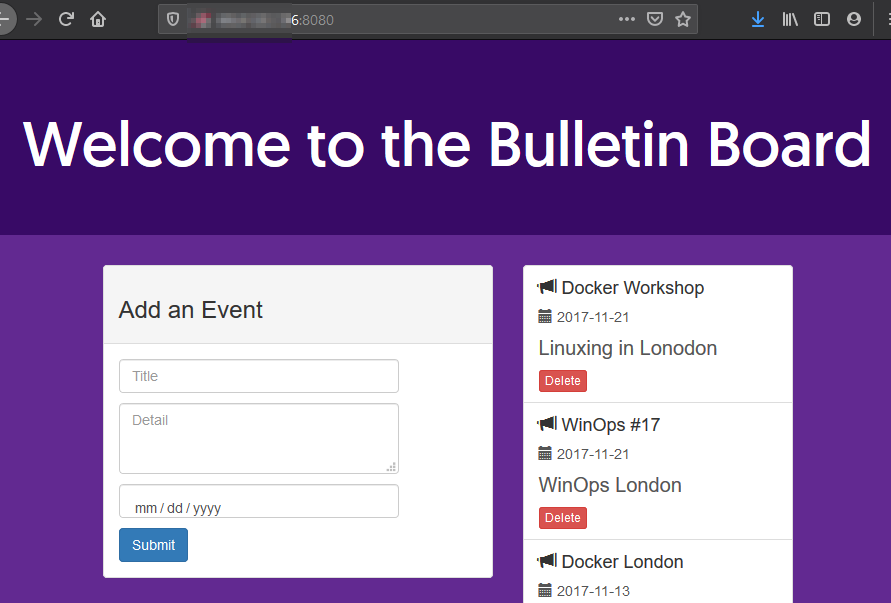 6:8080
Welcome to the Bulletin Board
Add an Event
Title
Detail
mm / dd / yyyy
Submit
Docker Workshop
2017-11-21
Linuxing in Lonodon
Delete
WinOps #17
2017-11-21
WinOps London
Delete
Docker London
2017-11-13